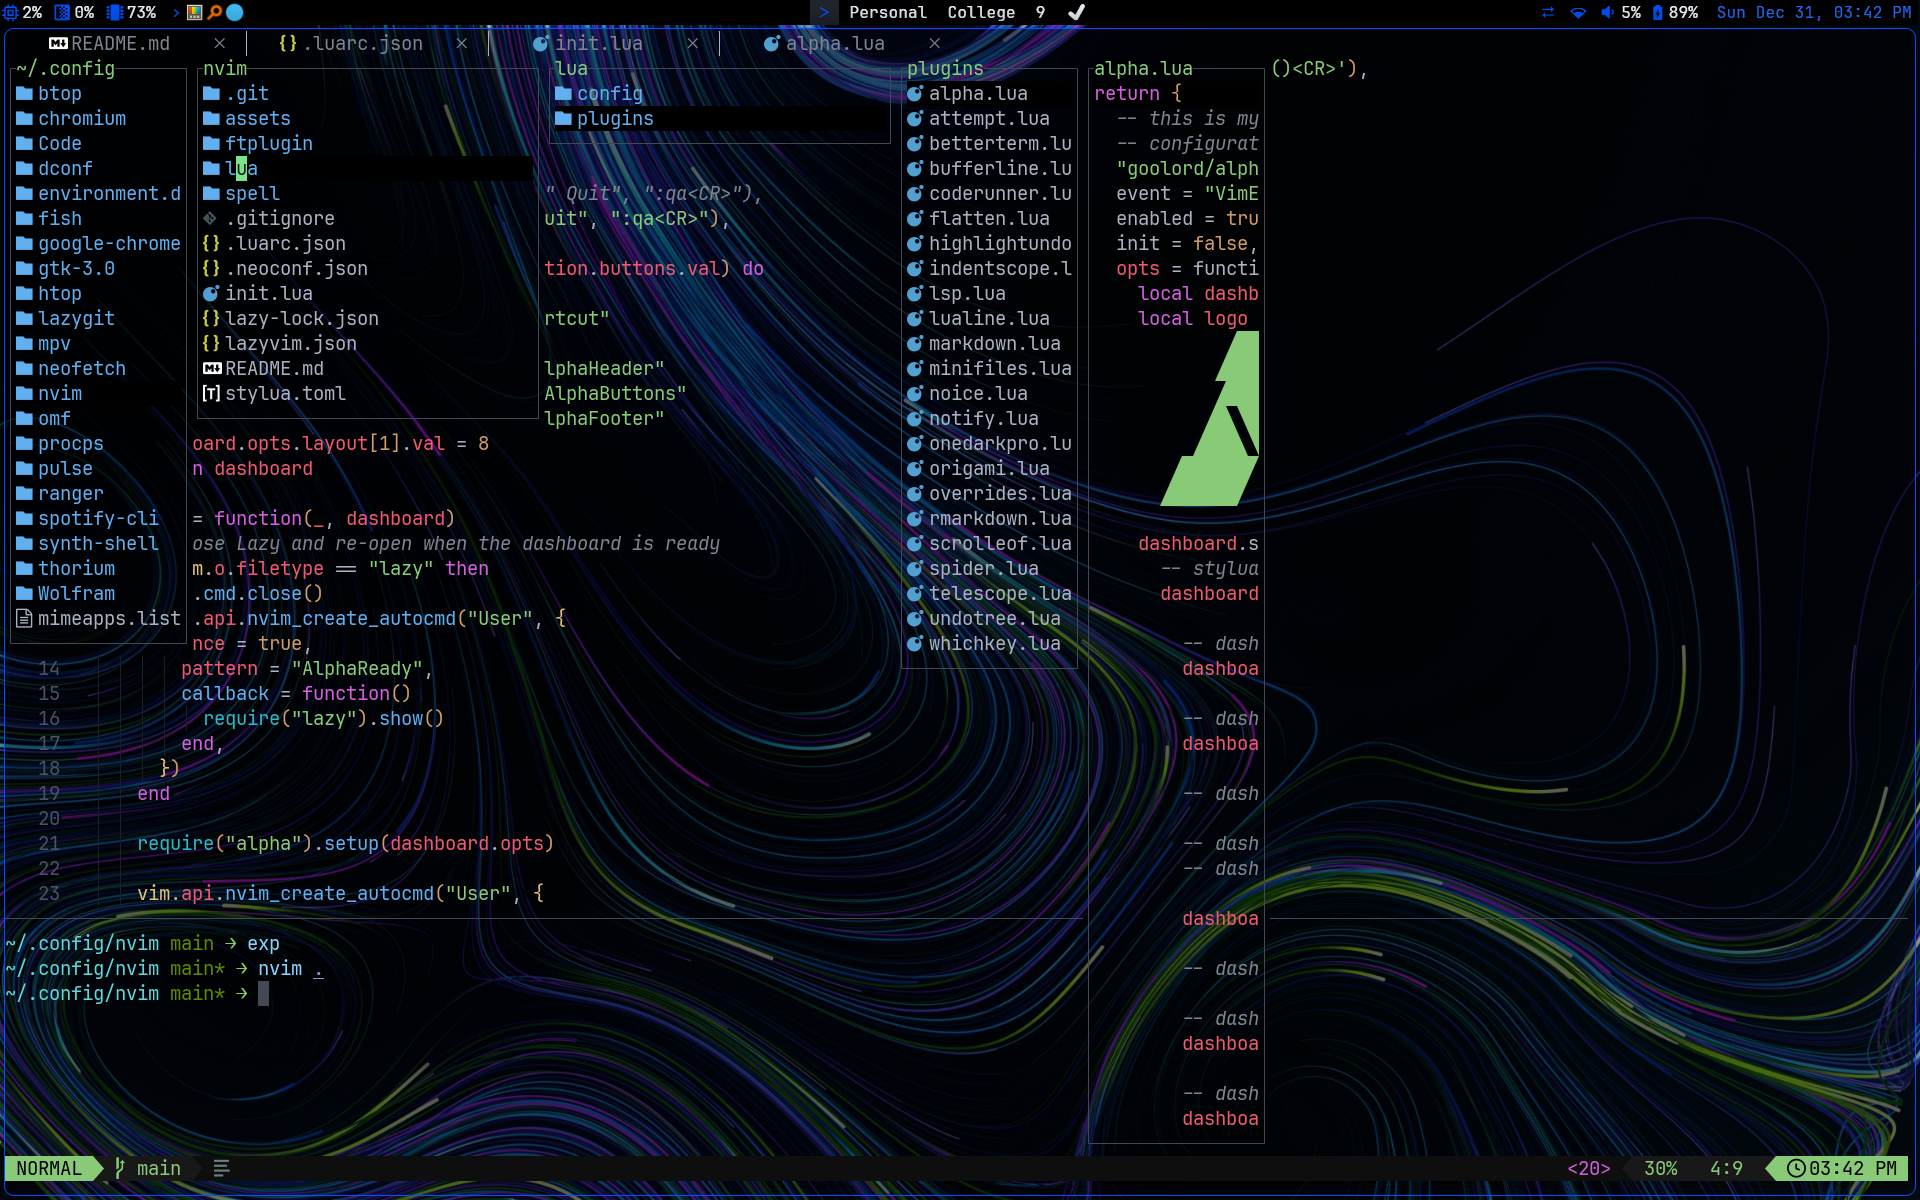 2% 0% 73% > > Personal College 9 5% 89% Sun Dec 31, 03:42 PM
README.md × .luarc.json × init.lua × alpha.lua ×
~/.config
btop
chromium
Code
dconf
environment.d
fish
google-chrome
gtk-3.0
htop
lazygit
mpv
neofetch
nvim
omf
procps
pulse
ranger
spotify-cli
synth-shell
thorium
Wolfram
mimeapps.list
nvim
.git
assets
ftplugin
lua
spell
.gitignore
.luarc.json
.neoconf.json
init.lua
lazy-lock.json
lazyvim.json
README.md
stylua.toml
lua
config
plugins
" Quit", ":qa<CR>"),
uit", ":qa<CR>"),
tion.buttons.val) do
rtcut"
lphaHeader"
AlphaButtons"
lphaFooter"
oard.opts.layout[1].val = 8
n dashboard
= function(_, dashboard)
ose Lazy and re-open when the dashboard is ready
m.o.filetype == "lazy" then
.cmd.close()
.api.nvim_create_autocmd("User", {
nce = true,
14 pattern = "AlphaReady",
15 callback = function()
16 require("lazy").show()
17 end,
18 })
19 end
20
21 require("alpha").setup(dashboard.opts)
22
23 vim.api.nvim_create_autocmd("User", {
plugins
alpha.lua
attempt.lua
betterterm.lu
bufferline.lu
coderunner.lu
flatten.lua
highlightundo
indentscope.l
lsp.lua
lualine.lua
markdown.lua
minifiles.lua
noice.lua
notify.lua
onedarkpro.lu
origami.lua
overrides.lua
rmarkdown.lua
scrolleof.lua
spider.lua
telescope.lua
undotree.lua
whichkey.lua
alpha.lua
return {
-- this is my
-- configurat
"goolord/alph
event = "VimE
enabled = tru
init = false,
opts = functi
local dashb
local logo
dashboard.s
-- stylua
dashboard
-- dash
dashboa
-- dash
dashboa
-- dash
-- dash
-- dash
dashboa
-- dash
-- dash
dashboa
-- dash
dashboa
()<CR>'),
~/.config/nvim main → exp
~/.config/nvim main* → nvim .
~/.config/nvim main* →
NORMAL main <20> 30% 4:9 03:42 PM